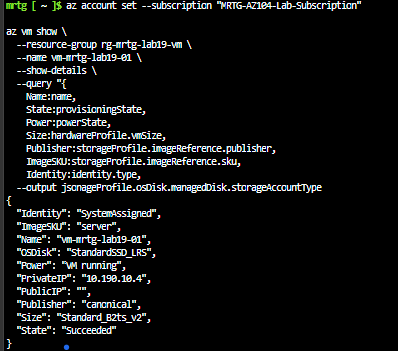 mrtg [ ~ ]$ az account set --subscription "MRTG-AZ104-Lab-Subscription"
az vm show \
--resource-group rg-mrtg-lab19-vm \
--name vm-mrtg-lab19-01 \
--show-details \
--query "{
Name:name,
State:provisioningState,
Power:powerState,
Size:hardwareProfile.vmSize,
Publisher:storageProfile.imageReference.publisher,
ImageSKU:storageProfile.imageReference.sku,
Identity:identity.type,
--output jsonageProfile.osDisk.managedDisk.storageAccountType
{
"Identity": "SystemAssigned",
"ImageSKU": "server",
"Name": "vm-mrtg-lab19-01",
"OSDisk": "StandardSSD_LRS",
"Power": "VM running",
"PrivateIP": "10.190.10.4",
"PublicIP": "",
"Publisher": "canonical",
"Size": "Standard_B2ts_v2",
"State": "Succeeded"
}